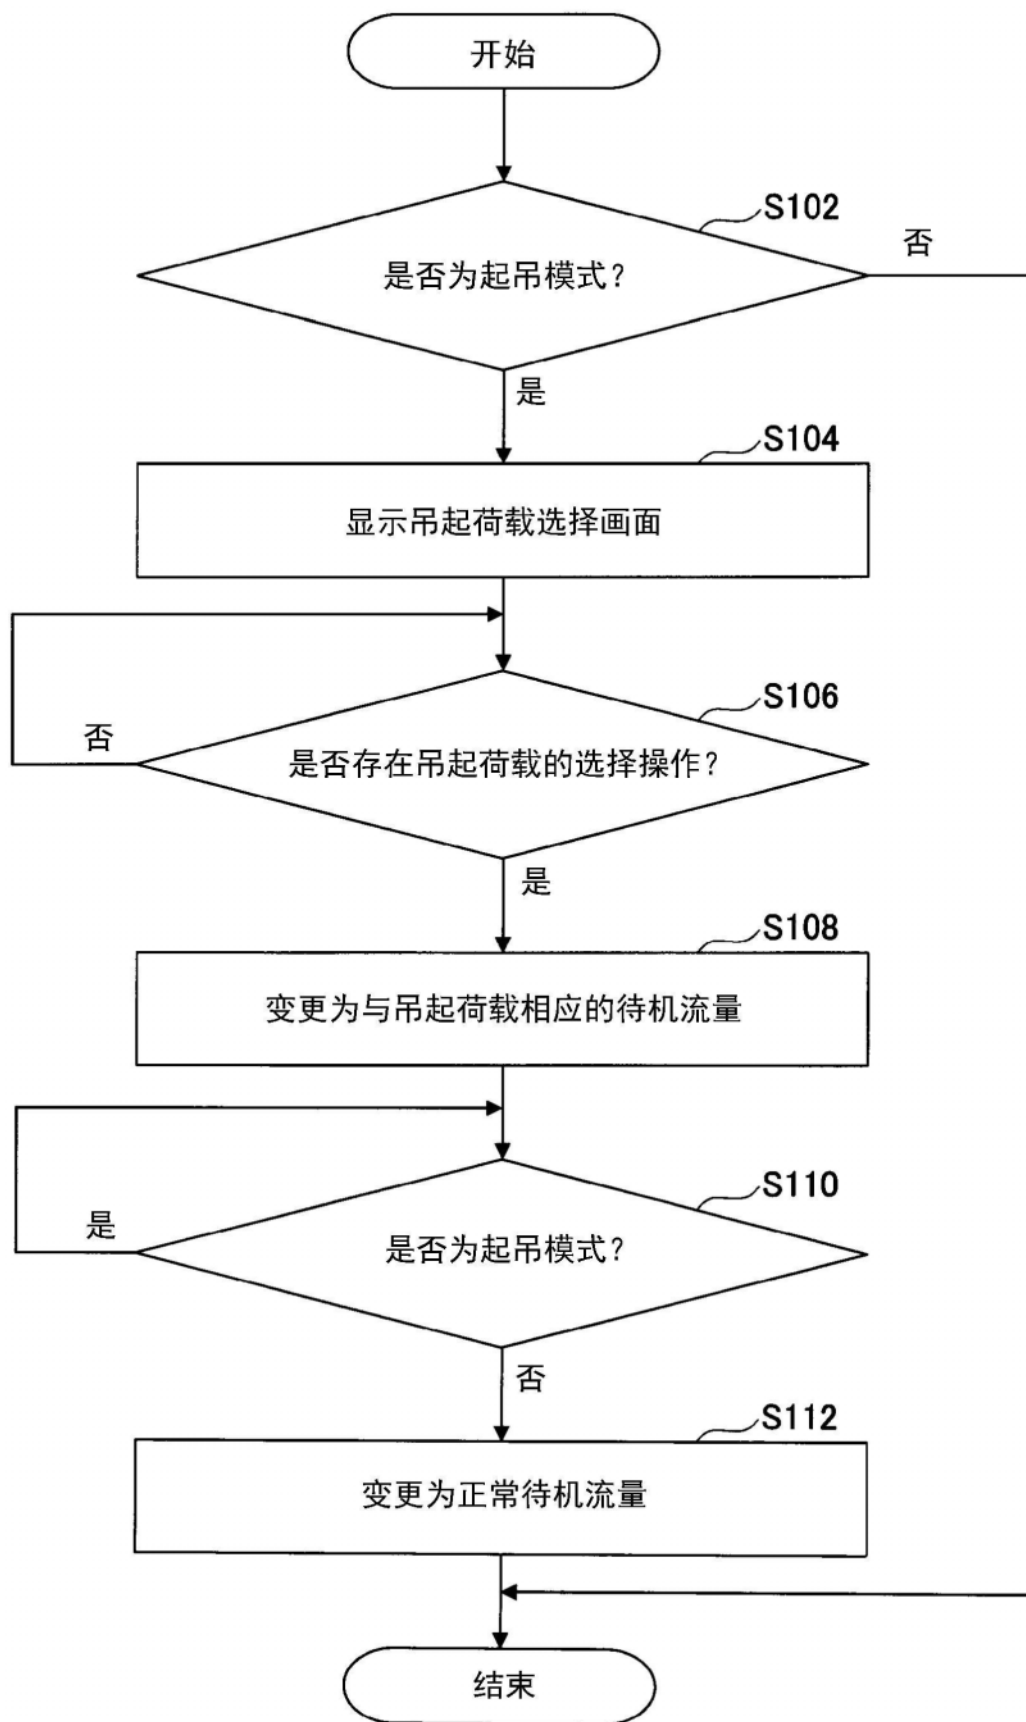 开始
S102
否
是否为起吊模式?
是
S104
显示吊起荷载选择画面
S106
否
是否存在吊起荷载的选择操作?
是
S108
变更为与吊起荷载相应的待机流量
S110
是
是否为起吊模式?
否
S112
变更为正常待机流量
结束